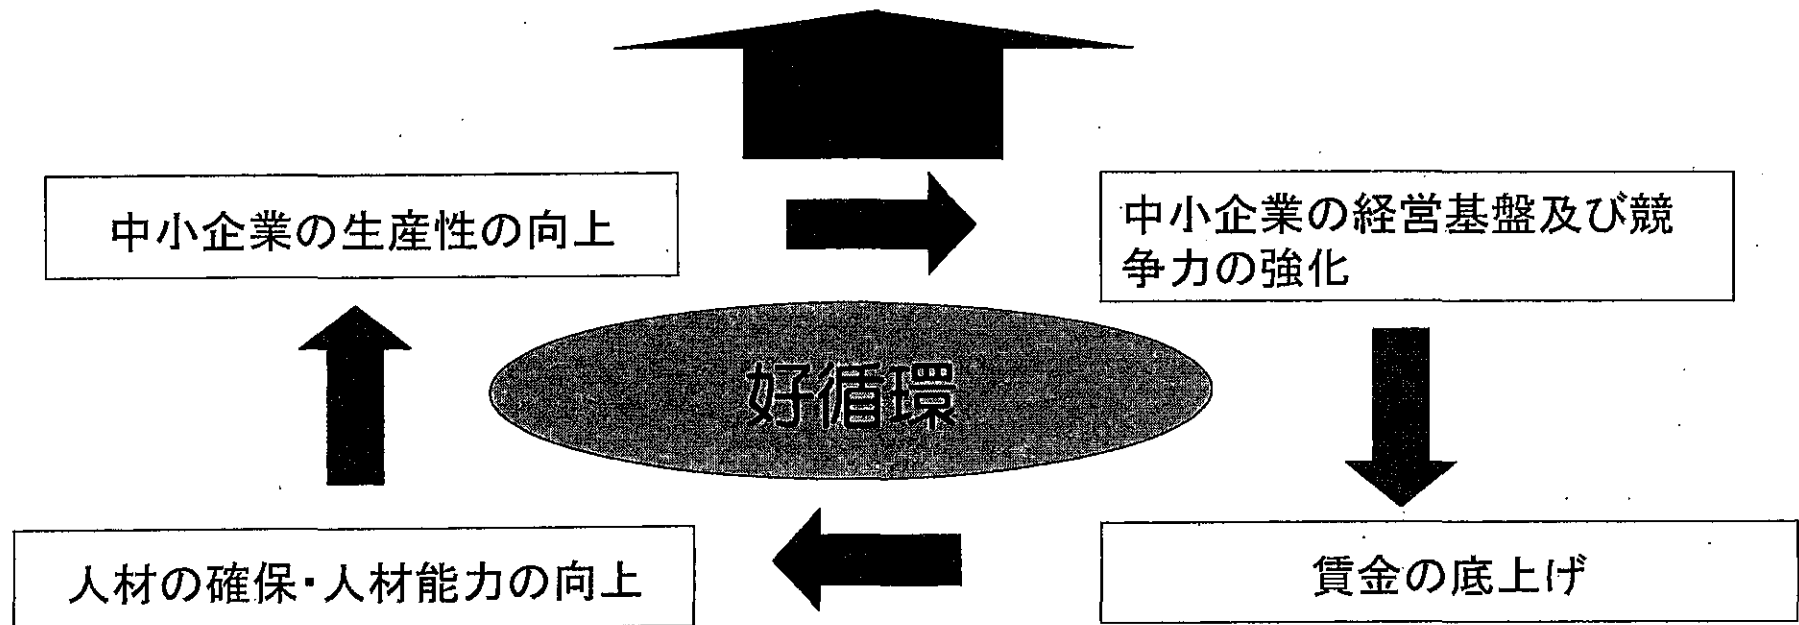 中小企業の生産性の向上
中小企業の経営基盤及び競
争力の強化
好循環
人材の確保・人材能力の向上
賃金の底上げ